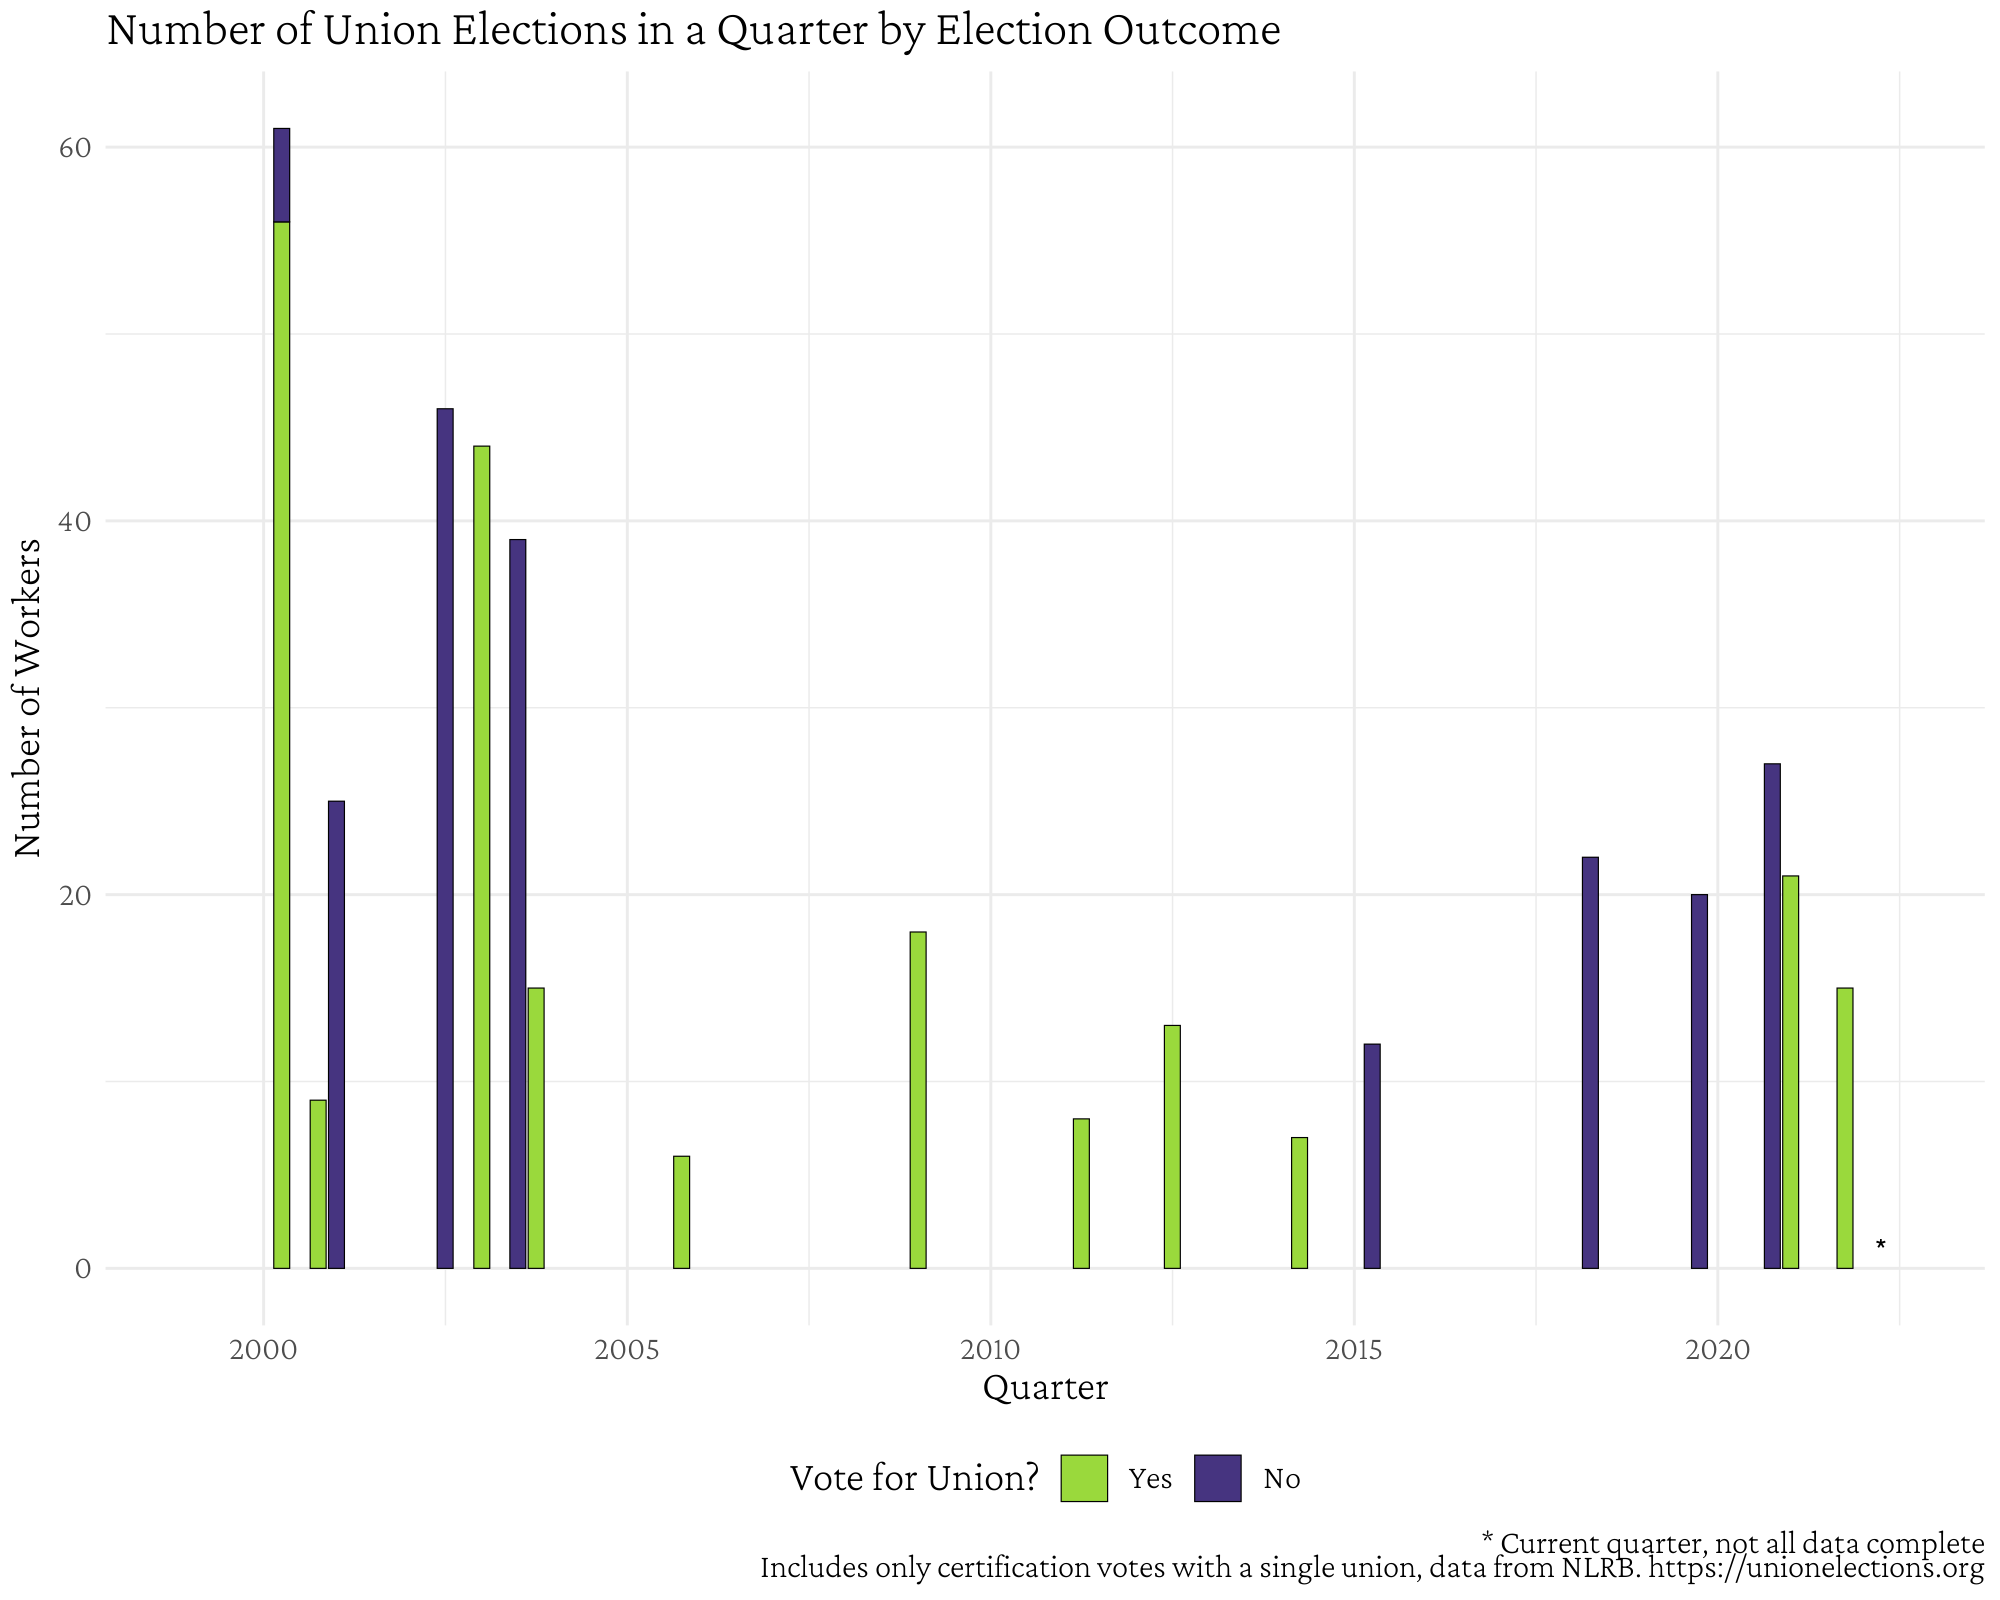 Number of Union Elections in a Quarter by Election Outcome
60
40
20
0
Number of Workers
*
2000 2005 2010 2015 2020
Quarter
Vote for Union? Yes No
* Current quarter, not all data complete
Includes only certification votes with a single union, data from NLRB. https://unionelections.org